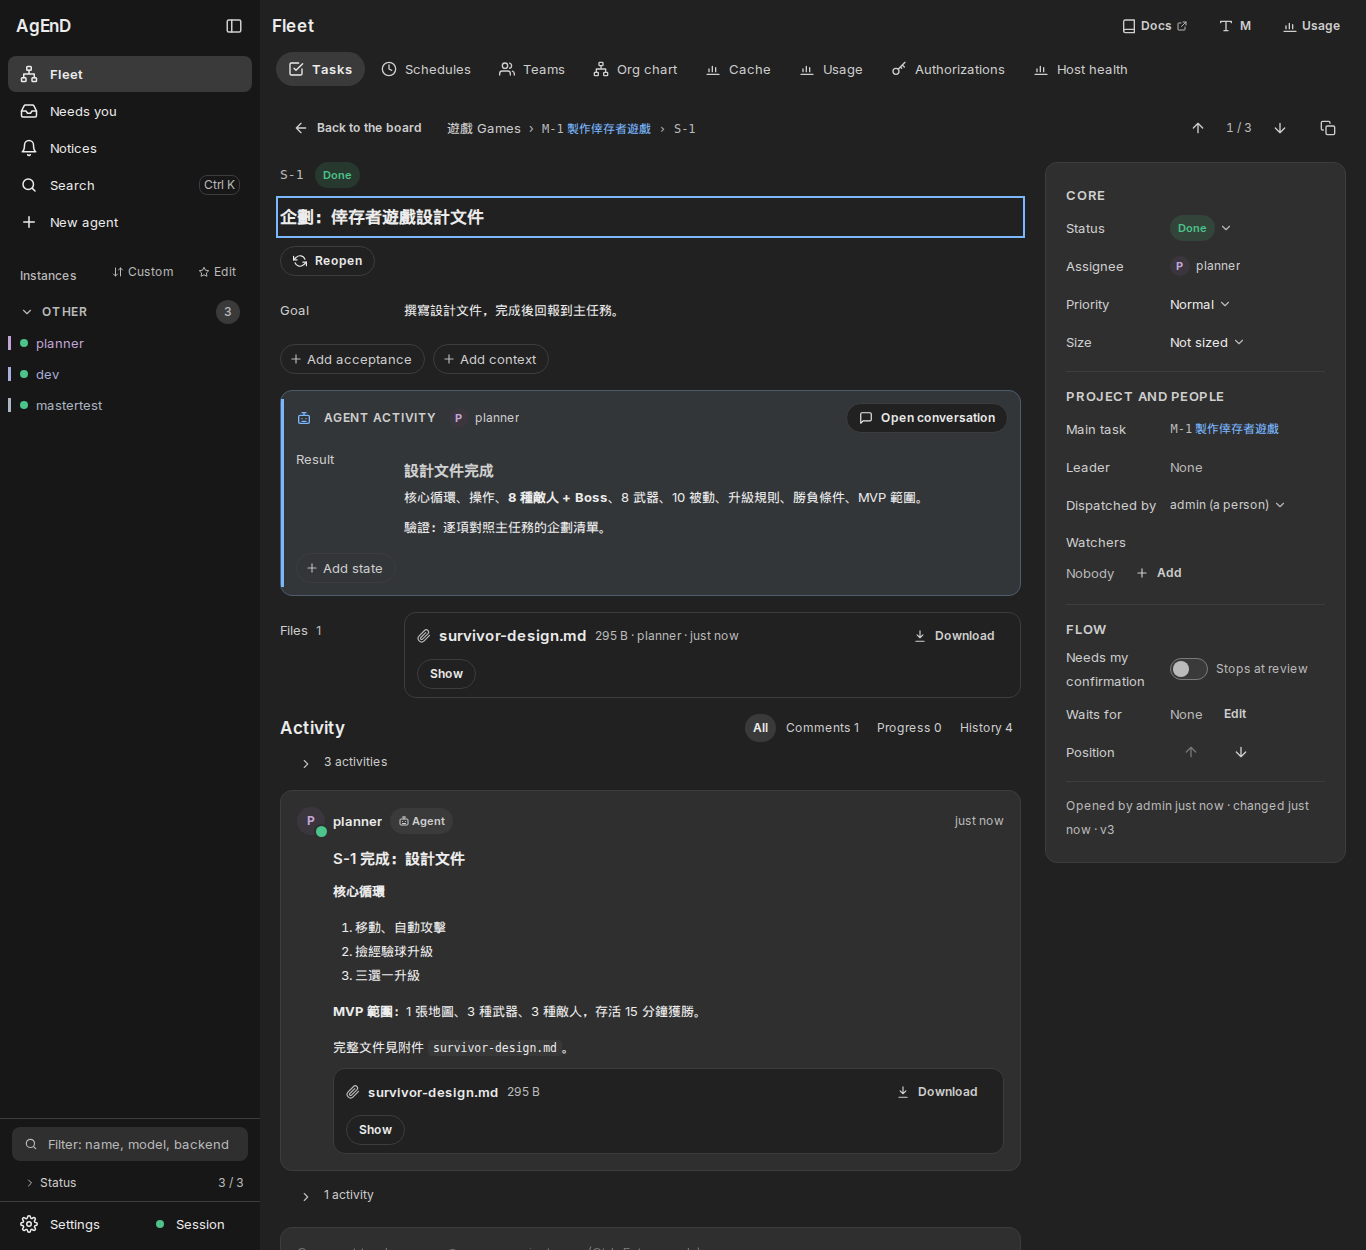 AgEnD
Fleet
Needs you
Notices
Search Ctrl K
New agent
Instances Custom Edit
OTHER 3
planner
dev
mastertest
Filter: name, model, backend
Status 3 / 3
Settings Session
Fleet
Docs M Usage
Tasks Schedules Teams Org chart Cache Usage Authorizations Host health
Back to the board 遊戲 Games › M-1 製作倖存者遊戲 › S-1 1 / 3
S-1 Done
企劃：倖存者遊戲設計文件
Reopen
Goal 撰寫設計文件，完成後回報到主任務。
Add acceptance Add context
AGENT ACTIVITY P planner Open conversation
Result
設計文件完成
核心循環、操作、8 種敵人 + Boss、8 武器、10 被動、升級規則、勝負條件、MVP 範圍。
驗證：逐項對照主任務的企劃清單。
Add state
Files 1
survivor-design.md 295 B · planner · just now Download
Show
Activity All Comments 1 Progress 0 History 4
3 activities
P planner Agent just now
S-1 完成：設計文件
核心循環
1. 移動、自動攻擊
2. 撿經驗球升級
3. 三選一升級
MVP 範圍：1 張地圖、3 種武器、3 種敵人，存活 15 分鐘獲勝。
完整文件見附件 survivor-design.md。
survivor-design.md 295 B Download
Show
1 activity
CORE
Status Done
Assignee P planner
Priority Normal
Size Not sized
PROJECT AND PEOPLE
Main task M-1 製作倖存者遊戲
Leader None
Dispatched by admin (a person)
Watchers
Nobody Add
FLOW
Needs my
confirmation Stops at review
Waits for None Edit
Position
Opened by admin just now · changed just
now · v3